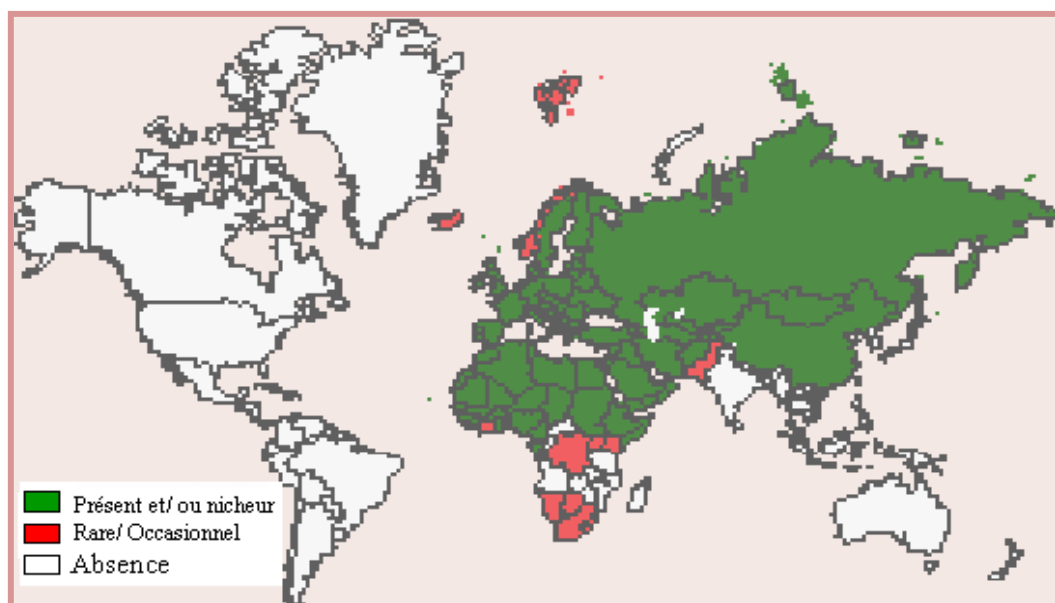 Présent et/ ou nicheur
Rare/ Occasionnel
Absence